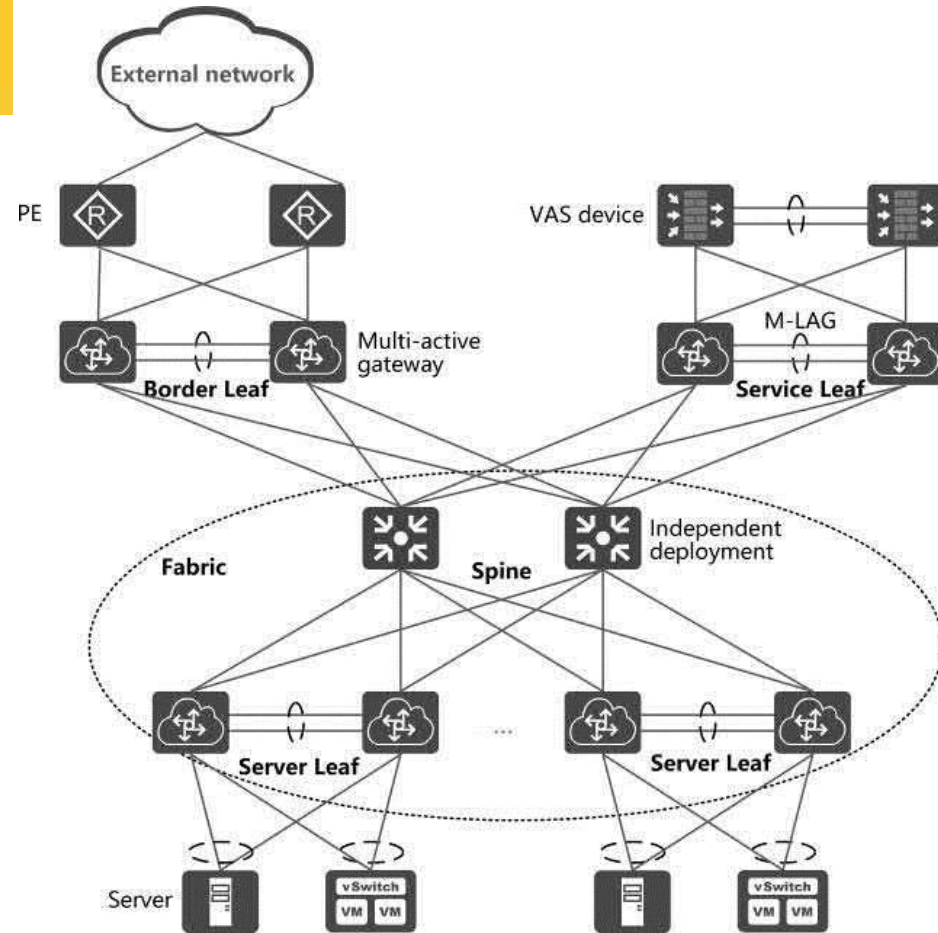 External network
PE
R
R
VAS device
M-LAG
Multi-active
gateway
Border Leaf
Service Leaf
Independent
deployment
Fabric
Spine
...
Server Leaf
Server Leaf
Server
vSwitch
VM VM
vSwitch
VM VM